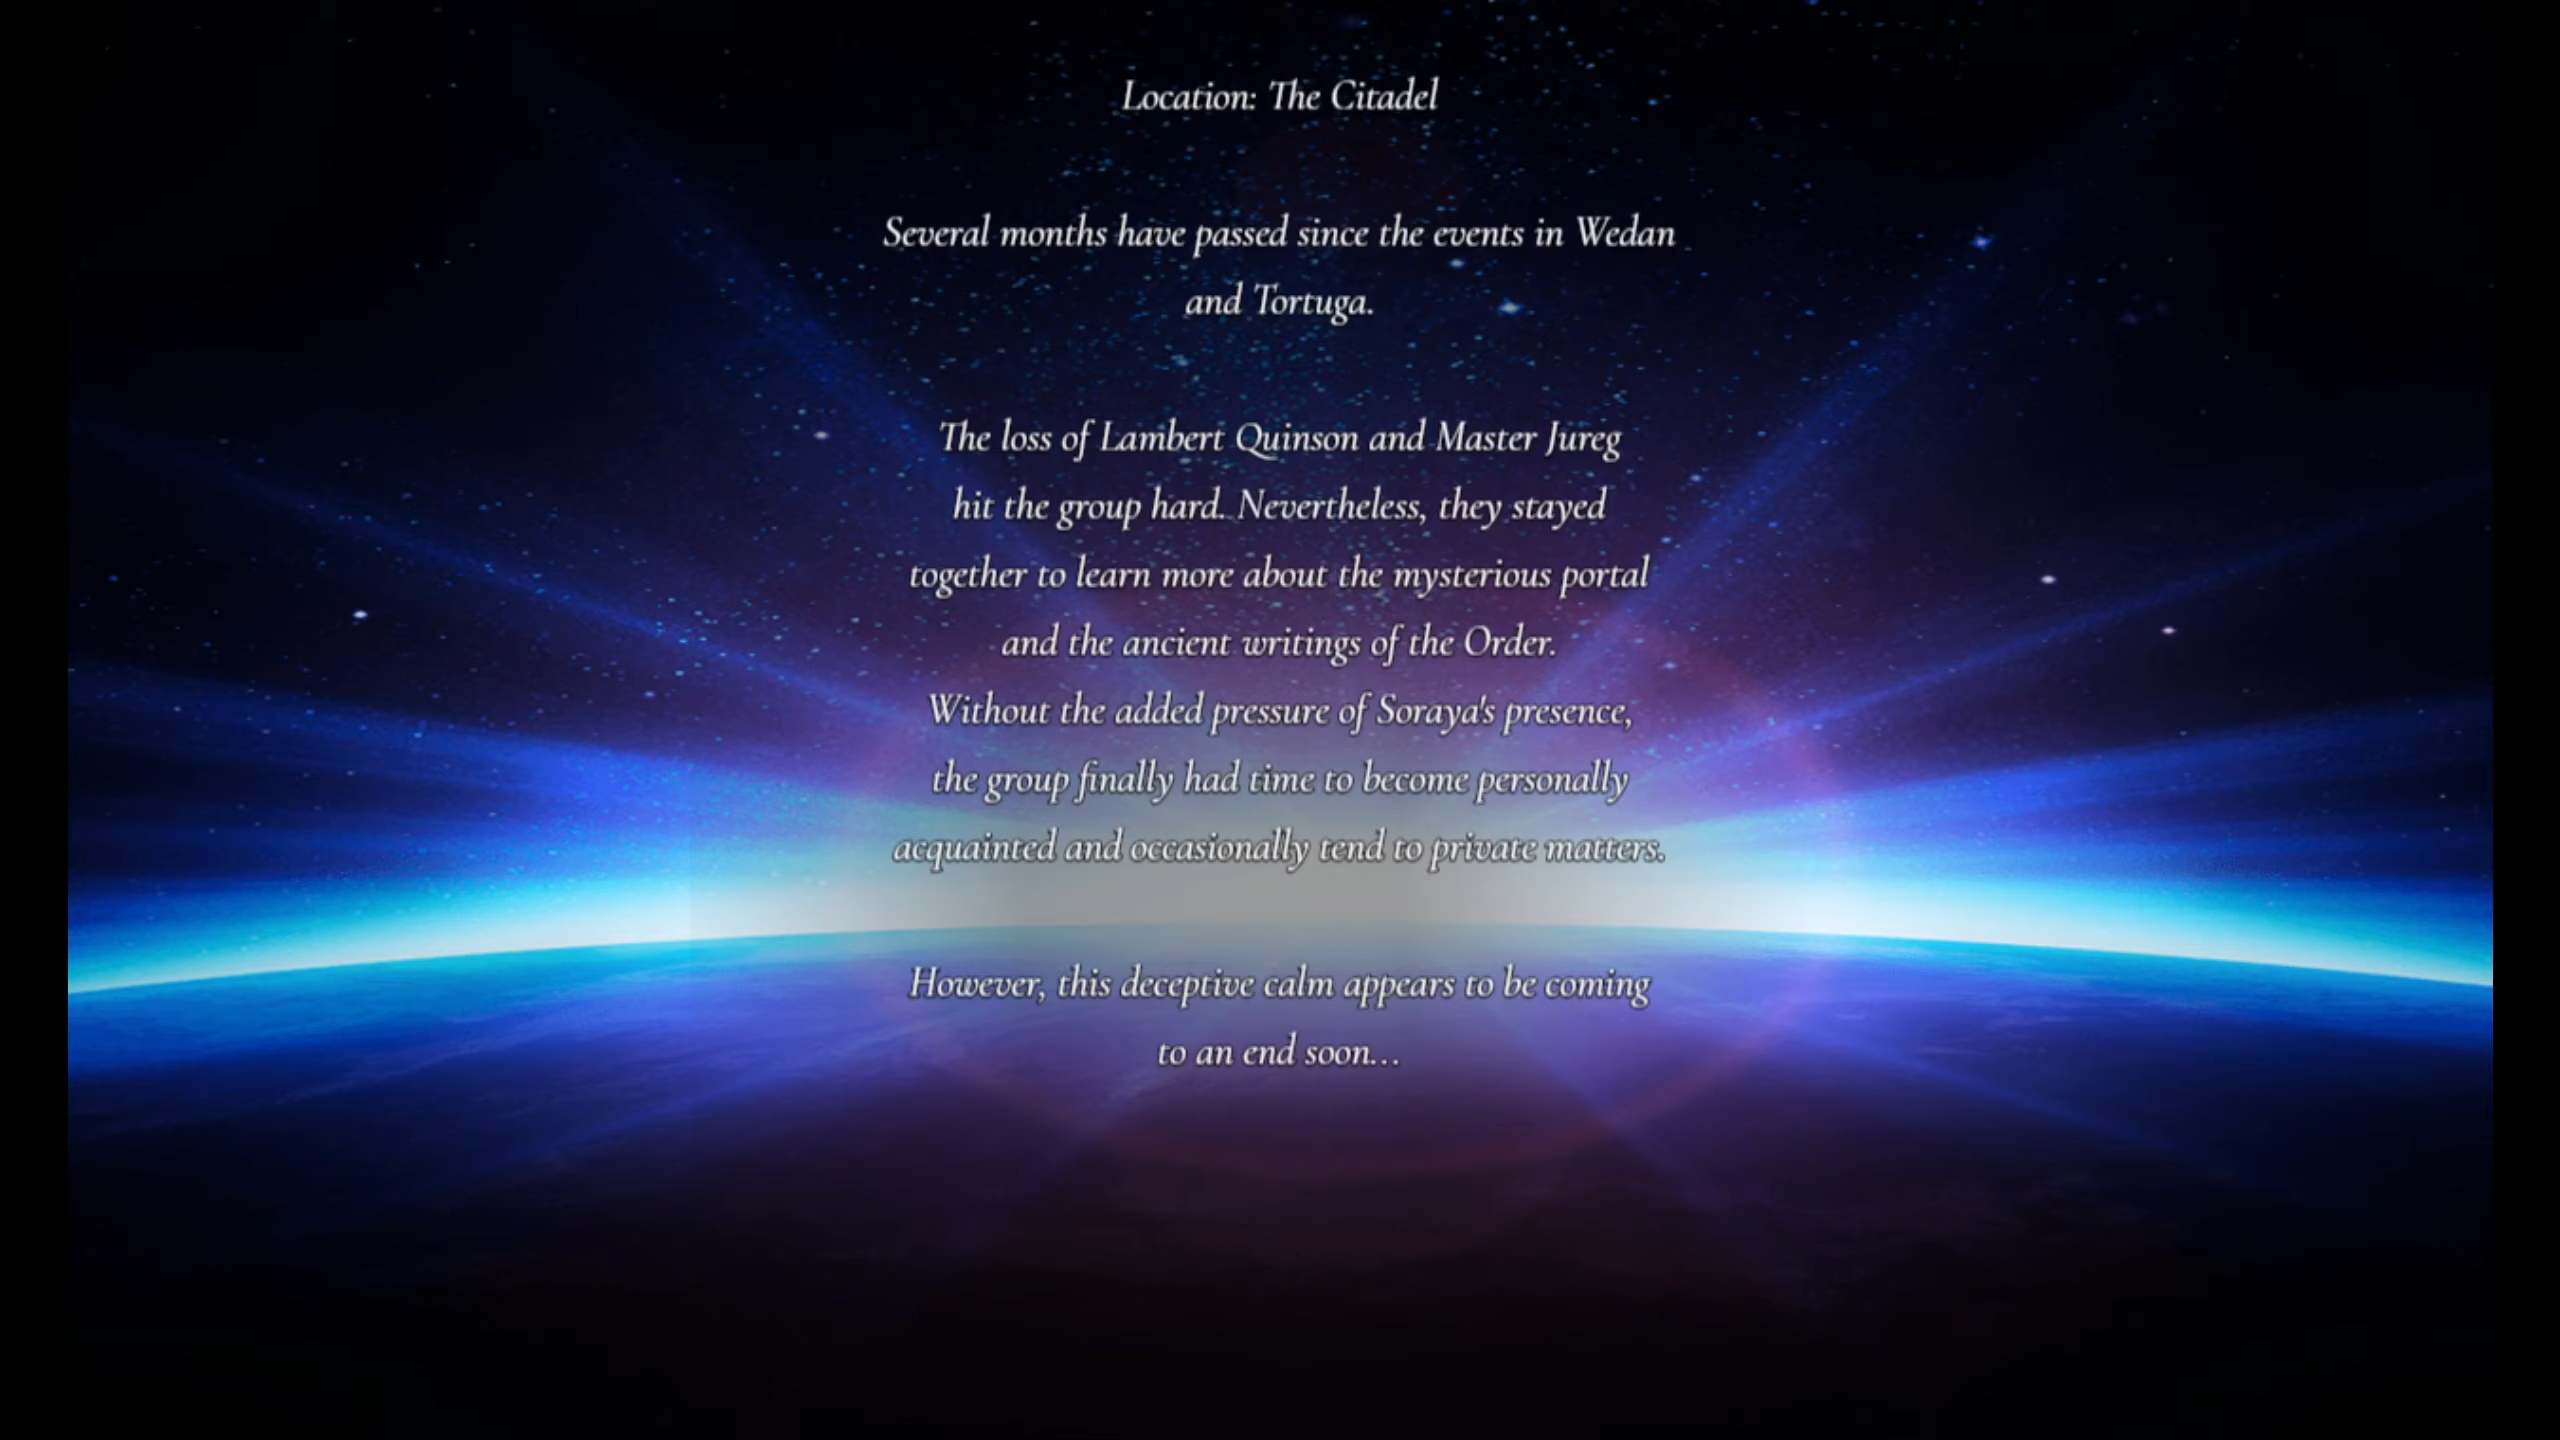 Location: The Citadel
Several months have passed since the events in Wedan
and Tortuga.
The loss of Lambert Quinson and Master Jureg
hit the group hard. Nevertheless, they stayed
together to learn more about the mysterious portal
and the ancient writings of the Order.
Without the added pressure of Soraya's presence,
the group finally had time to become personally
acquainted and occasionally tend to private matters.
However, this deceptive calm appears to be coming
to an end soon...